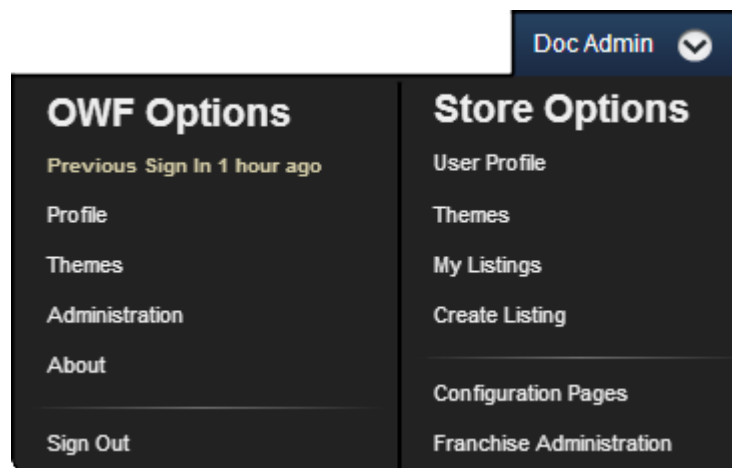 Doc Admin
OWF Options
Previous Sign In 1 hour ago
Profile
Themes
Administration
About
Sign Out
Store Options
User Profile
Themes
My Listings
Create Listing
Configuration Pages
Franchise Administration